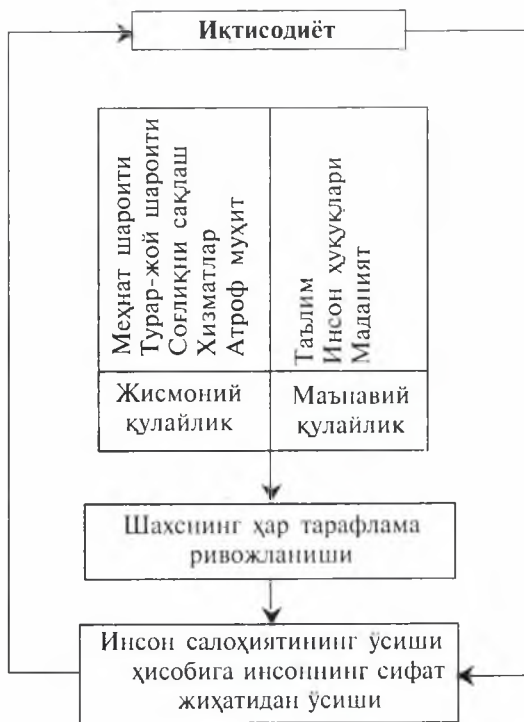 Иқтисодиёт
Меҳнат шароити
Турар-жой шароити
Соғлиқни сақлаш
Хизматлар
Атроф муҳит
Таълим
Инсон ҳуқуқлари
Маданият
Жисмоний
қулайлик
Маънавий
қулайлик
Шахснинг ҳар тарафлама
ривожланиши
Инсон салоҳиятининг ўсиши
ҳисобига инсоннинг сифат
жиҳатидан ўсиши